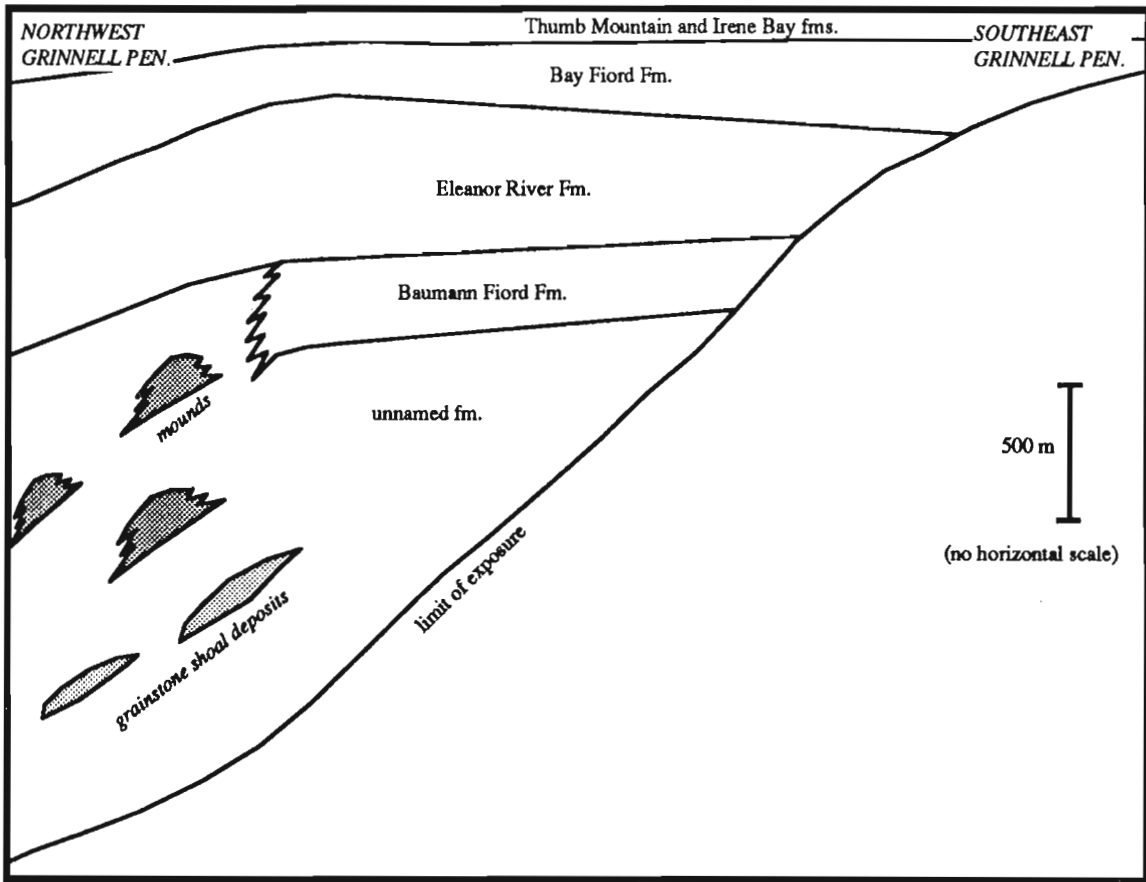 NORTHWEST
GRINNELL PEN.
Thumb Mountain and Irene Bay fms.
SOUTHEAST
GRINNELL PEN.
Bay Fiord Fm.
Eleanor River Fm.
Baumann Fiord Fm.
mounds
unnamed fm.
500 m
(no horizontal scale)
limit of exposure
grainstone shoal deposits